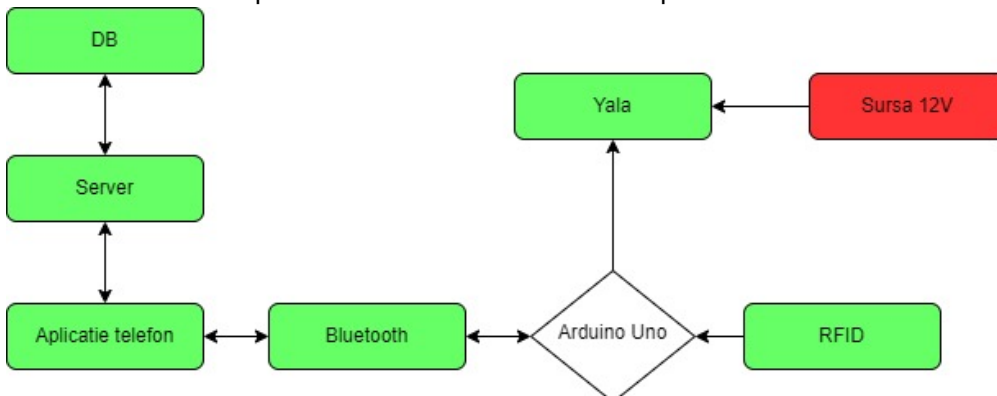 DB
Yala
Sursa 12V
Server
Aplicatie telefon
Bluetooth
Arduino Uno
RFID